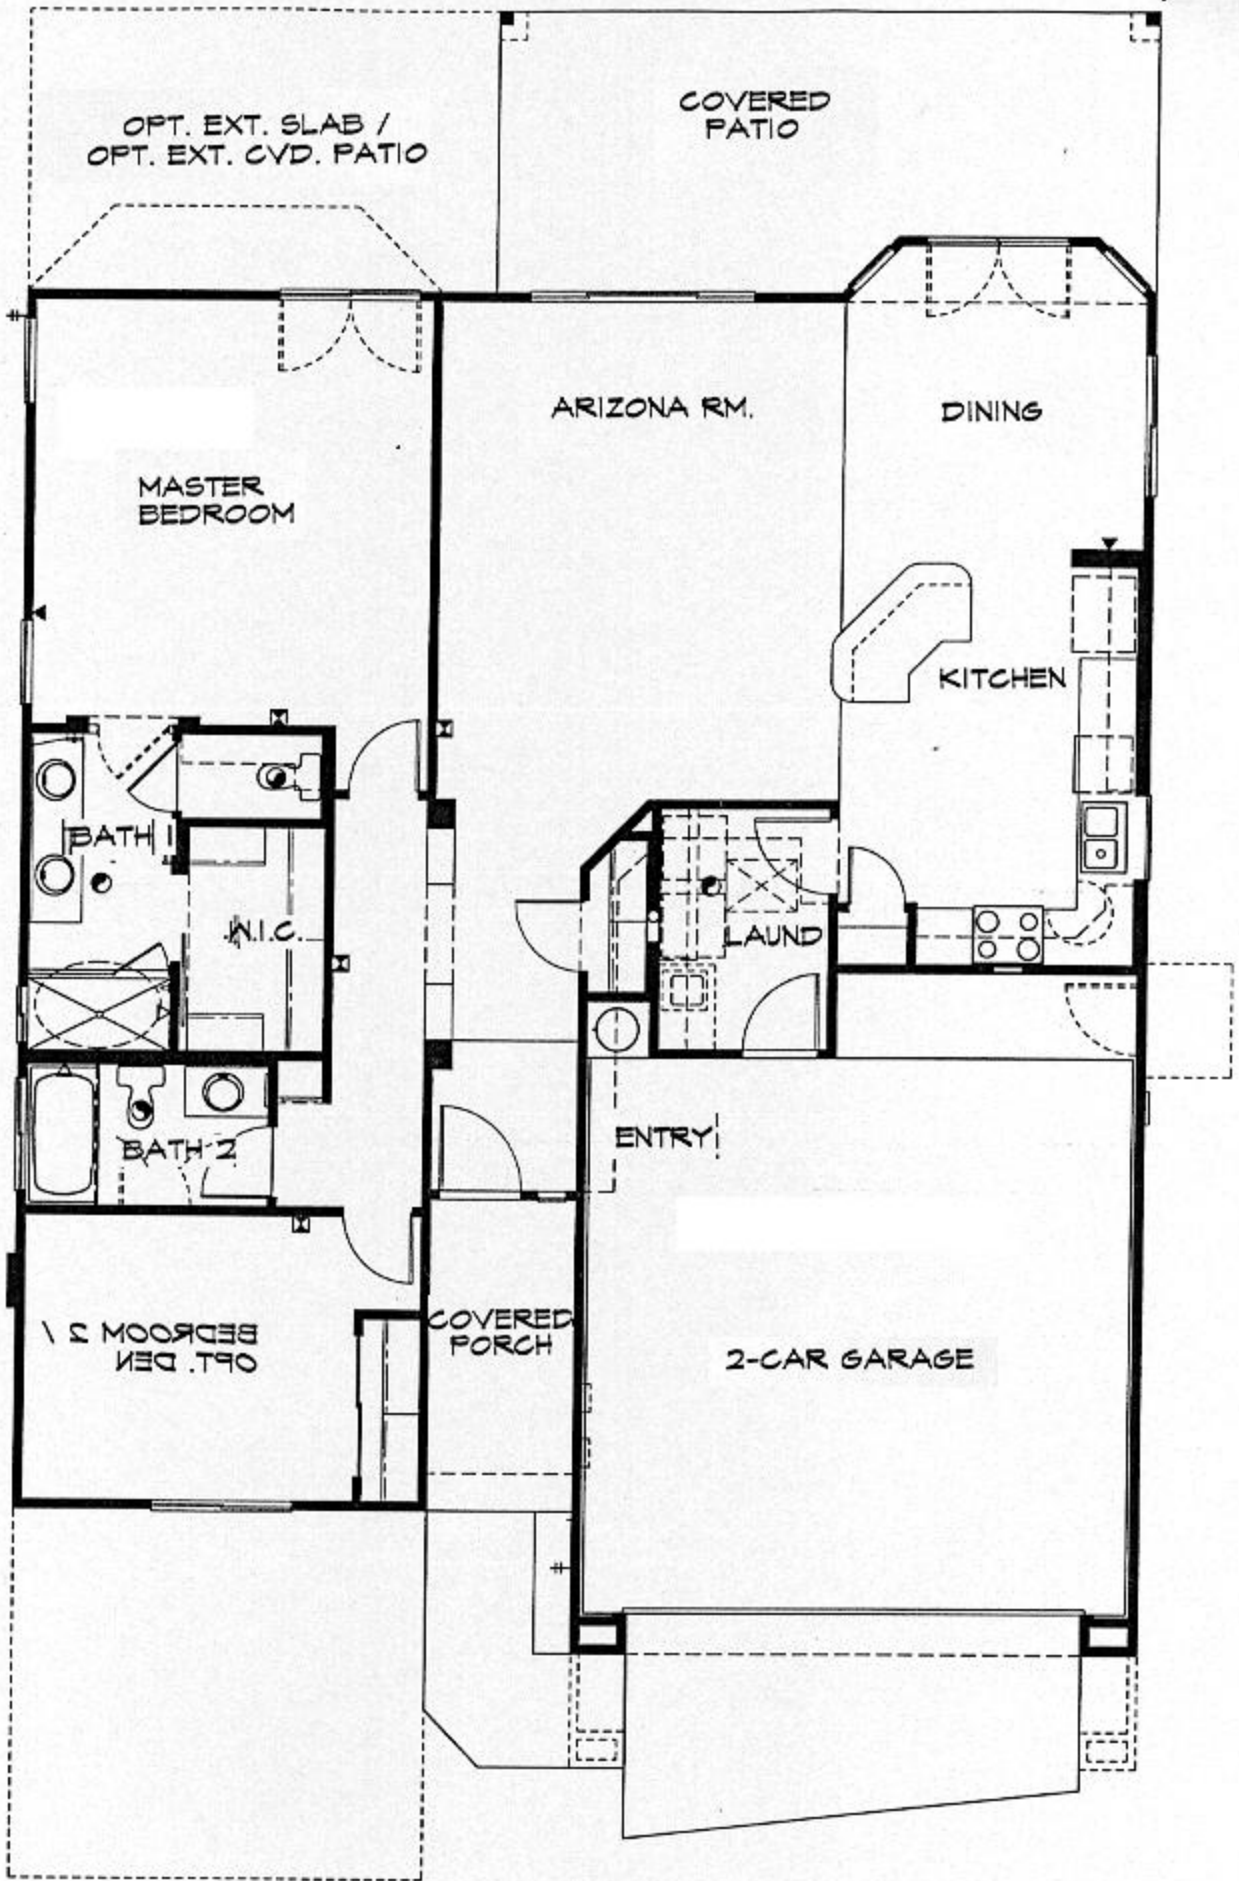 OPT. EXT. SLAB /
OPT. EXT. CVD. PATIO
COVERED
PATIO
ARIZONA RM.
DINING
MASTER
BEDROOM
KITCHEN
BATH 1
W.I.C.
LAUND
ENTRY
BATH 2
BEDROOM 2 /
OPT. DEN
COVERED
PORCH
2-CAR GARAGE